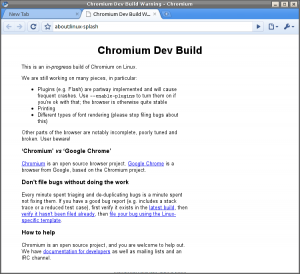 Chromium Dev Build Warning - Chromium
New Tab
Chromium Dev Build Wa...
about:linux-splash
Chromium Dev Build
This is an in-progress build of Chromium on Linux.
We are still working on many pieces, in particular:
Plugins (e.g. Flash) are partway implemented and will cause
frequent crashes. Use --enable-plugins to turn them on if
you're ok with that; the browser is otherwise quite stable
Printing
Different types of font rendering (please stop filing bugs about
this)
Other parts of the browser are notably incomplete, poorly tuned and
broken. User beware!
'Chromium' vs 'Google Chrome'
Chromium is an open source browser project. Google Chrome is a
browser from Google, based on the Chromium project.
Don't file bugs without doing the work
Every minute spent triaging and de-duplicating bugs is a minute spent
not fixing them. If you have a good bug report (e.g. includes a stack
trace or a reduced test case), first verify it exists in the latest build, then
verify it hasn't been filed already, then file your bug using the Linux-
specific template.
How to help
Chromium is an open source project, and you are welcome to help out.
We have documentation for developers as well as mailing lists and an
IRC channel.